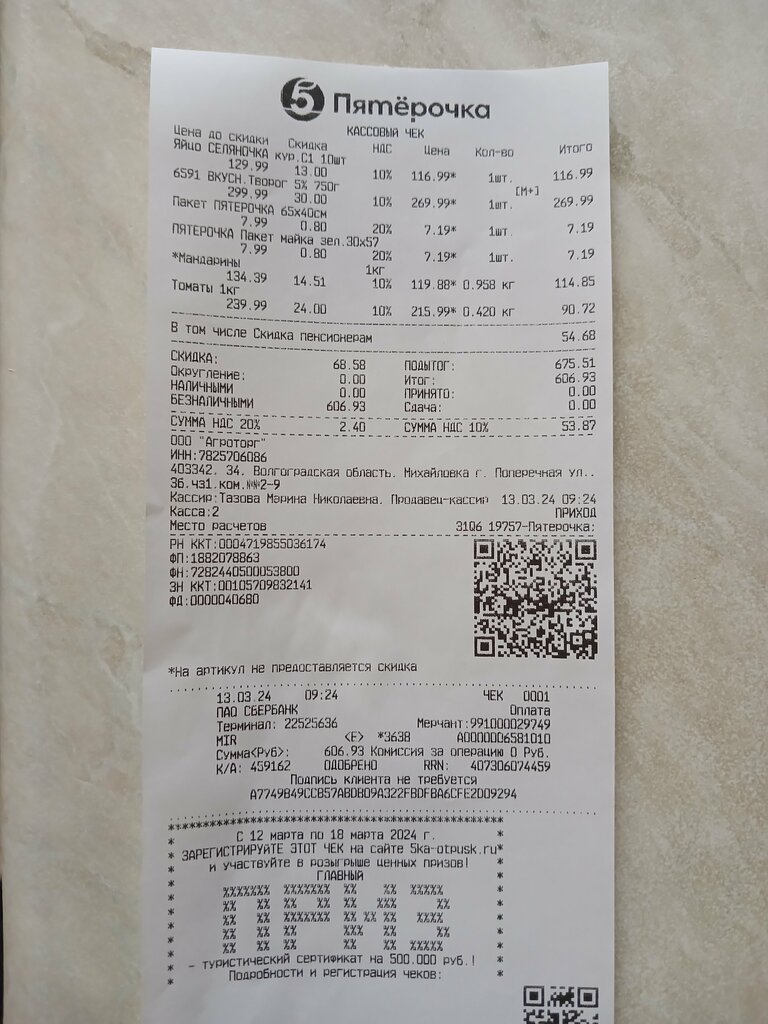 5 Пятёрочка
КАССОВЫЙ ЧЕК
Цена до скидки Скидка НДС Цена Кол-во Итого
Яйцо СЕЛЯНОЧКА кур.С1 10шт
129.99 13.00 10% 116.99* 1шт. 116.99
6591 ВКУСН.Творог 5% 750г [М+]
299.99 30.00 10% 269.99* 1шт. 269.99
Пакет ПЯТЕРОЧКА 65х40см
7.99 0.80 20% 7.19* 1шт. 7.19
ПЯТЕРОЧКА Пакет майка зел.30х57
7.99 0.80 20% 7.19* 1шт. 7.19
*Мандарины 1кг
134.39 14.51 10% 119.88* 0.958 кг 114.85
Томаты 1кг
239.99 24.00 10% 215.99* 0.420 кг 90.72
В том числе Скидка пенсионерам 54.68
СКИДКА: 68.58 ПОДЫТОГ: 675.51
Округление: 0.00 Итог: 606.93
НАЛИЧНЫМИ 0.00 ПРИНЯТО: 0.00
БЕЗНАЛИЧНЫМИ 606.93 Сдача: 0.00
СУММА НДС 20% 2.40 СУММА НДС 10% 53.87
ООО "Агроторг"
ИНН:7825706086
403342, 34, Волгоградская область, Михайловка г, Поперечная ул.,
3б,чз1,ком.№№2-9
Кассир:Тазова Марина Николаевна, Продавец-кассир 13.03.24 09:24
Касса:2 ПРИХОД
Место расчетов 31Q6 19757-Пятерочка;
РН ККТ:0004719855036174
ФП:1882078863
ФН:7282440500053800
ЗН ККТ:00105709832141
ФД:0000040680
*На артикул не предоставляется скидка
13.03.24 09:24 ЧЕК 0001
ПАО СБЕРБАНК Оплата
Терминал: 22525636 Мерчант:991000029749
MIR <E> *3638 A0000006581010
Сумма<Руб>: 606.93 Комиссия за операцию 0 Руб.
К/А: 459162 ОДОБРЕНО RRN: 407306074459
Подпись клиента не требуется
A7749B49CCB57ABDB09A322FBDFBA6CFE2DD9294
С 12 марта по 18 марта 2024 г.
ЗАРЕГИСТРИРУЙТЕ ЭТОТ ЧЕК на сайте 5ka-otpusk.ru
и участвуйте в розыгрыше ценных призов!
ГЛАВНЫЙ
ПРИЗ
- туристический сертификат на 500.000 руб.!
Подробности и регистрация чеков: